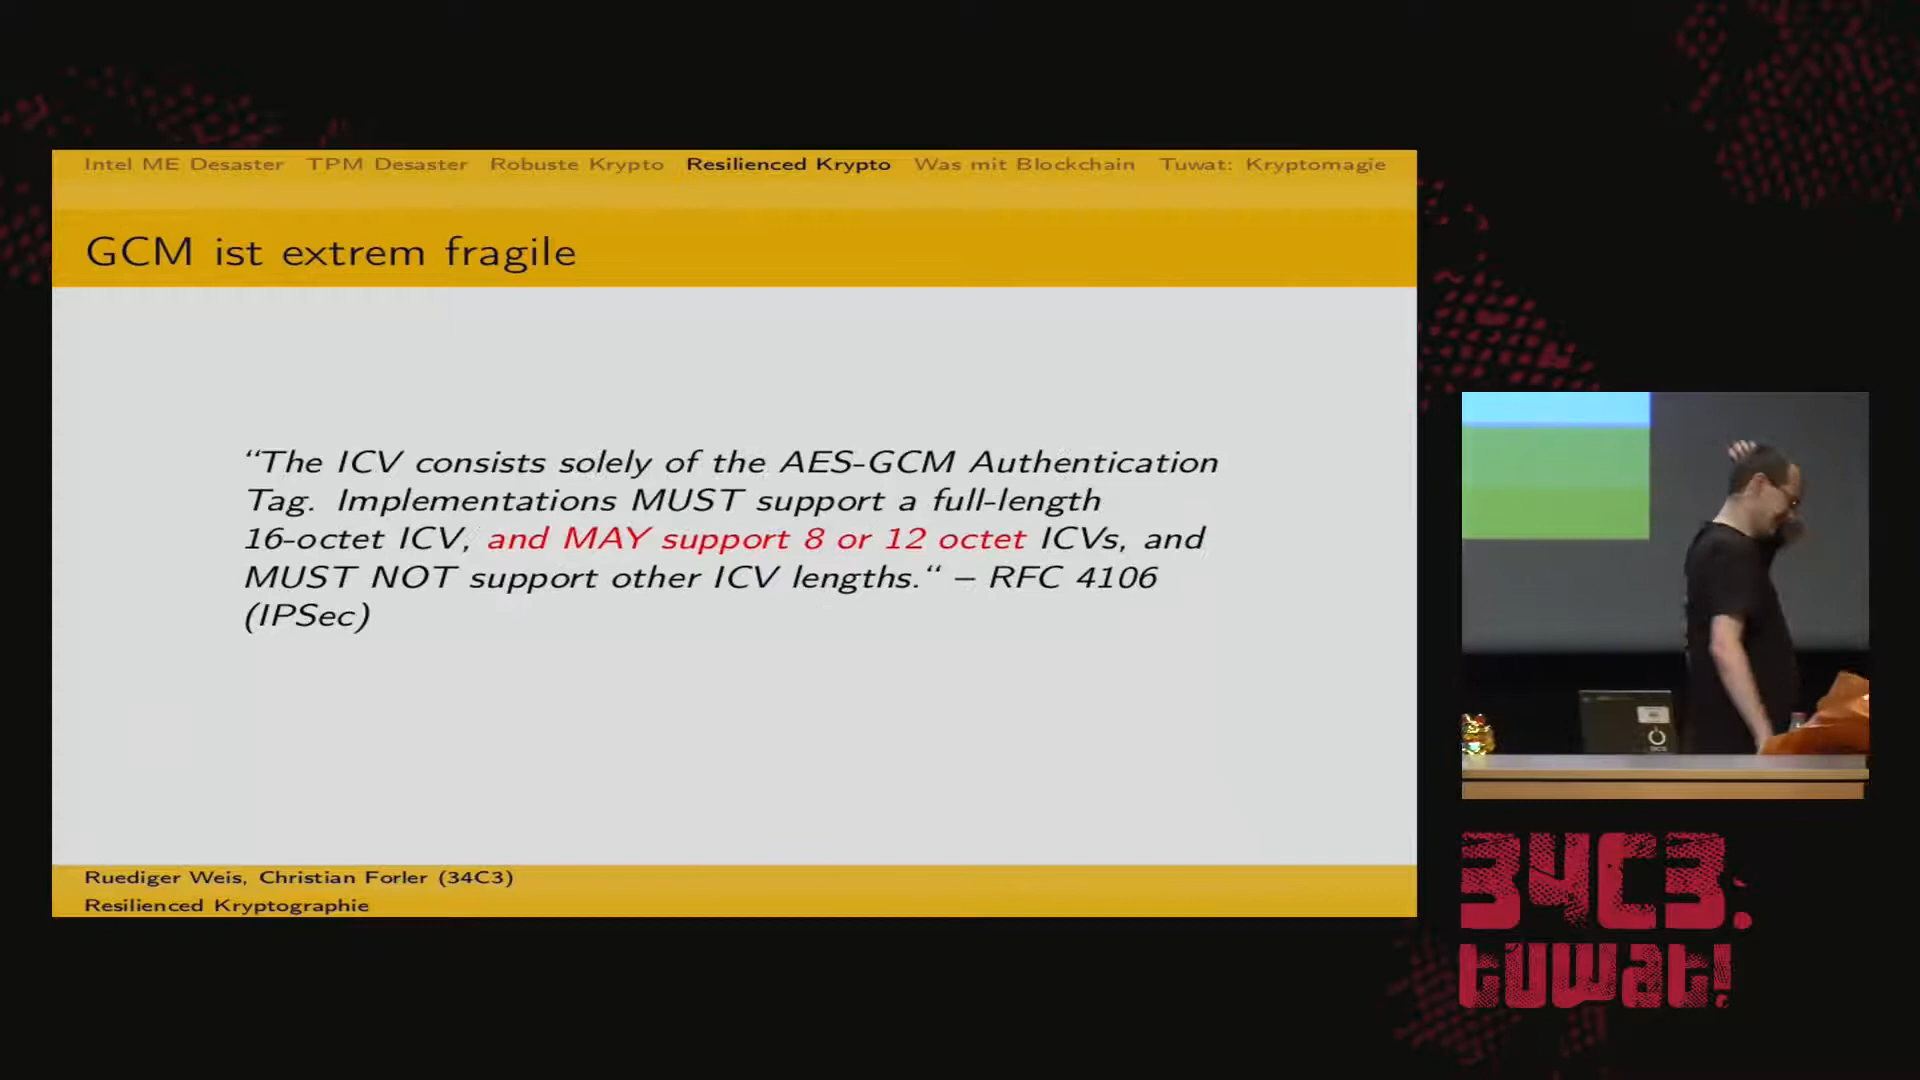 Intel ME Desaster TPM Desaster Robuste Krypto Resilienced Krypto Was mit Blockchain Tuwat: Kryptomagie
GCM ist extrem fragile
“The ICV consists solely of the AES-GCM Authentication
Tag. Implementations MUST support a full-length
16-octet ICV, and MAY support 8 or 12 octet ICVs, and
MUST NOT support other ICV lengths.“ – RFC 4106
(IPSec)
Ruediger Weis, Christian Forler (34C3)
Resilienced Kryptographie
34C3.
tuwat!